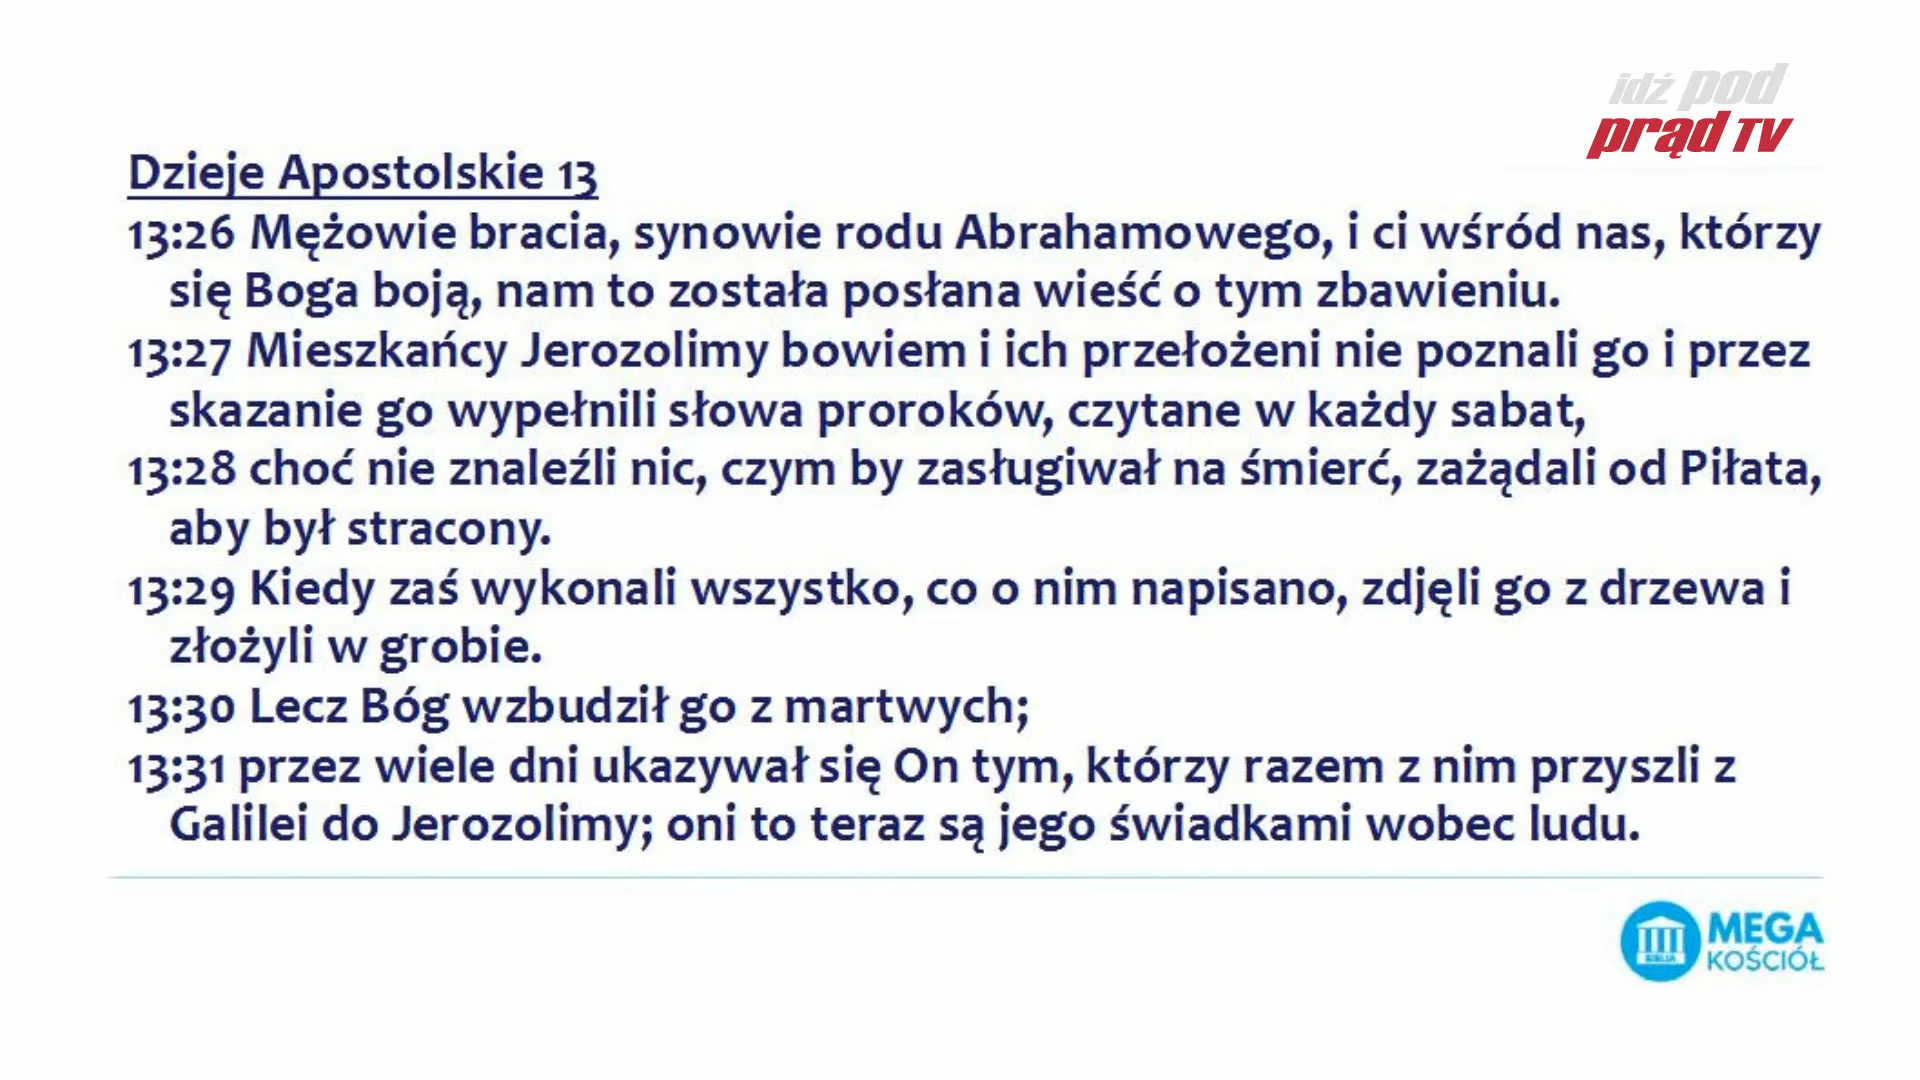 idź pod
prąd TV
Dzieje Apostolskie 13
13:26 Mężowie bracia, synowie rodu Abrahamowego, i ci wśród nas, którzy
się Boga boją, nam to została posłana wieść o tym zbawieniu.
13:27 Mieszkańcy Jerozolimy bowiem i ich przełożeni nie poznali go i przez
skazanie go wypełnili słowa proroków, czytane w każdy sabat,
13:28 choć nie znaleźli nic, czym by zasługiwał na śmierć, zażądali od Piłata,
aby był stracony.
13:29 Kiedy zaś wykonali wszystko, co o nim napisano, zdjęli go z drzewa i
złożyli w grobie.
13:30 Lecz Bóg wzbudził go z martwych;
13:31 przez wiele dni ukazywał się On tym, którzy razem z nim przyszli z
Galilei do Jerozolimy; oni to teraz są jego świadkami wobec ludu.
MEGA
KOŚCIÓŁ
BIBLIA